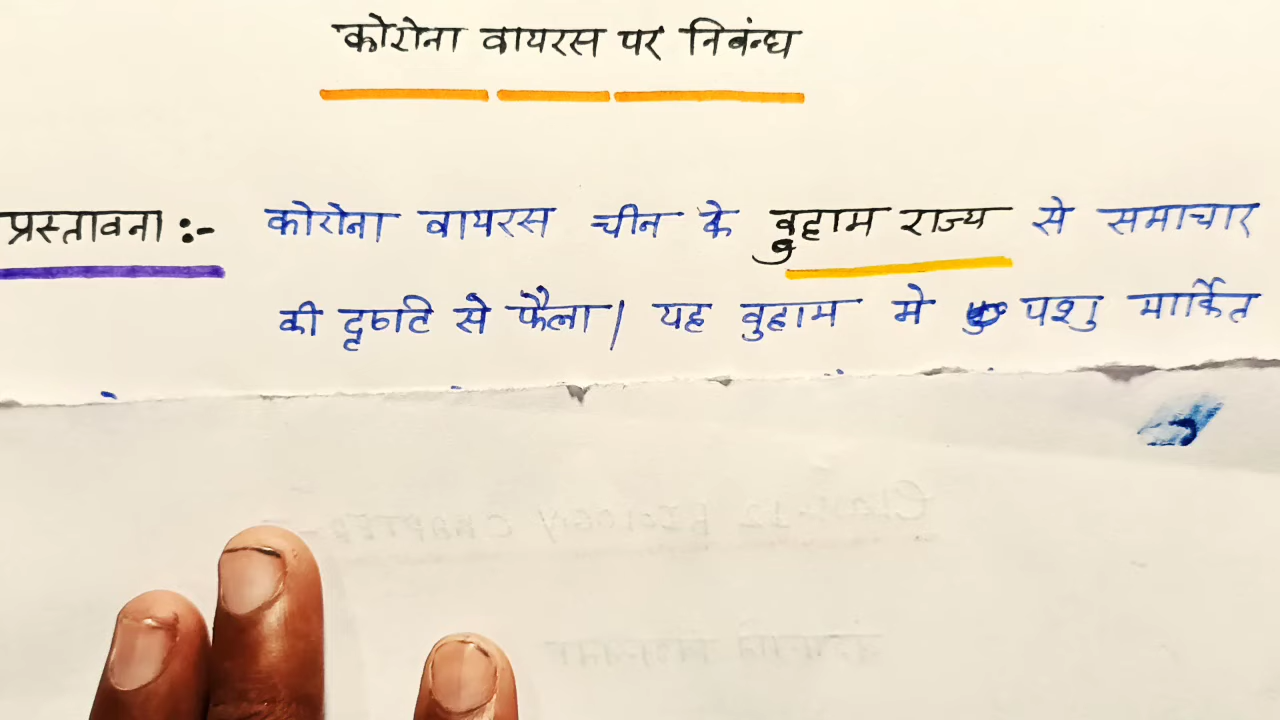 कोरोना वायरस पर निबंन्ध
प्रस्तावना :- कोरोना वायरस चीन के वुहाम राज्य से समाचार
की दृष्टि से फैला। यह वुहाम मे पशु मार्केत